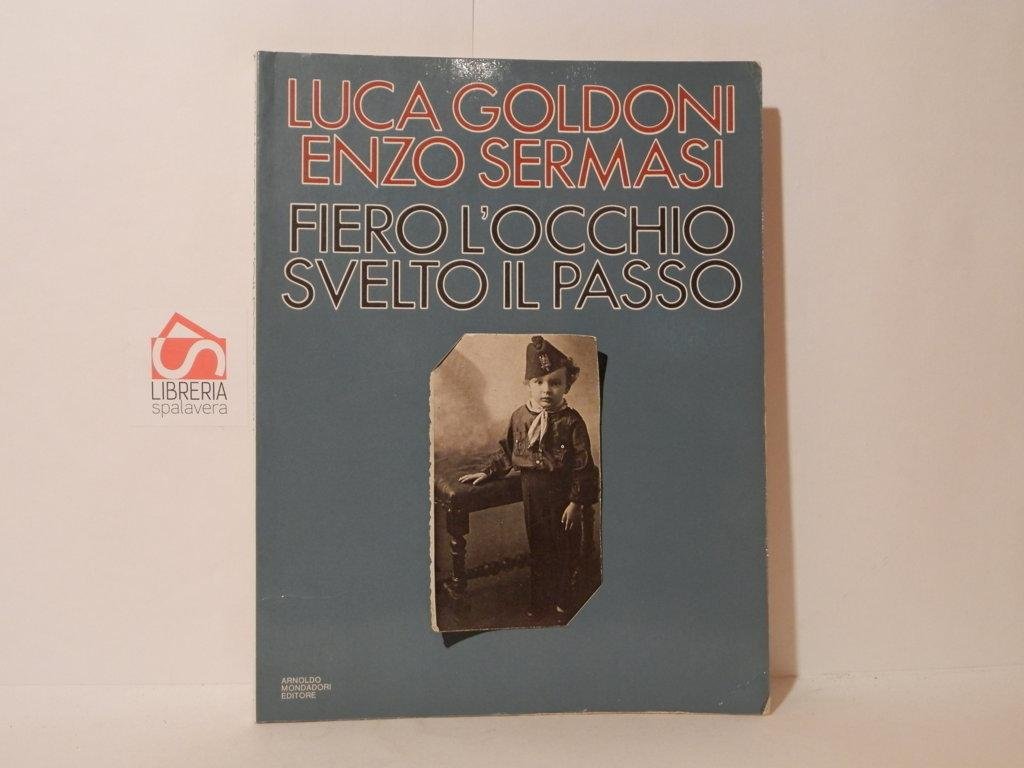 LUCA GOLDONI
ENZO SERMASI
FIERO L'OCCHIO
SVELTO IL PASSO
LIBRERIA
spalavera
ARNOLDO
MONDADORI
EDITORE